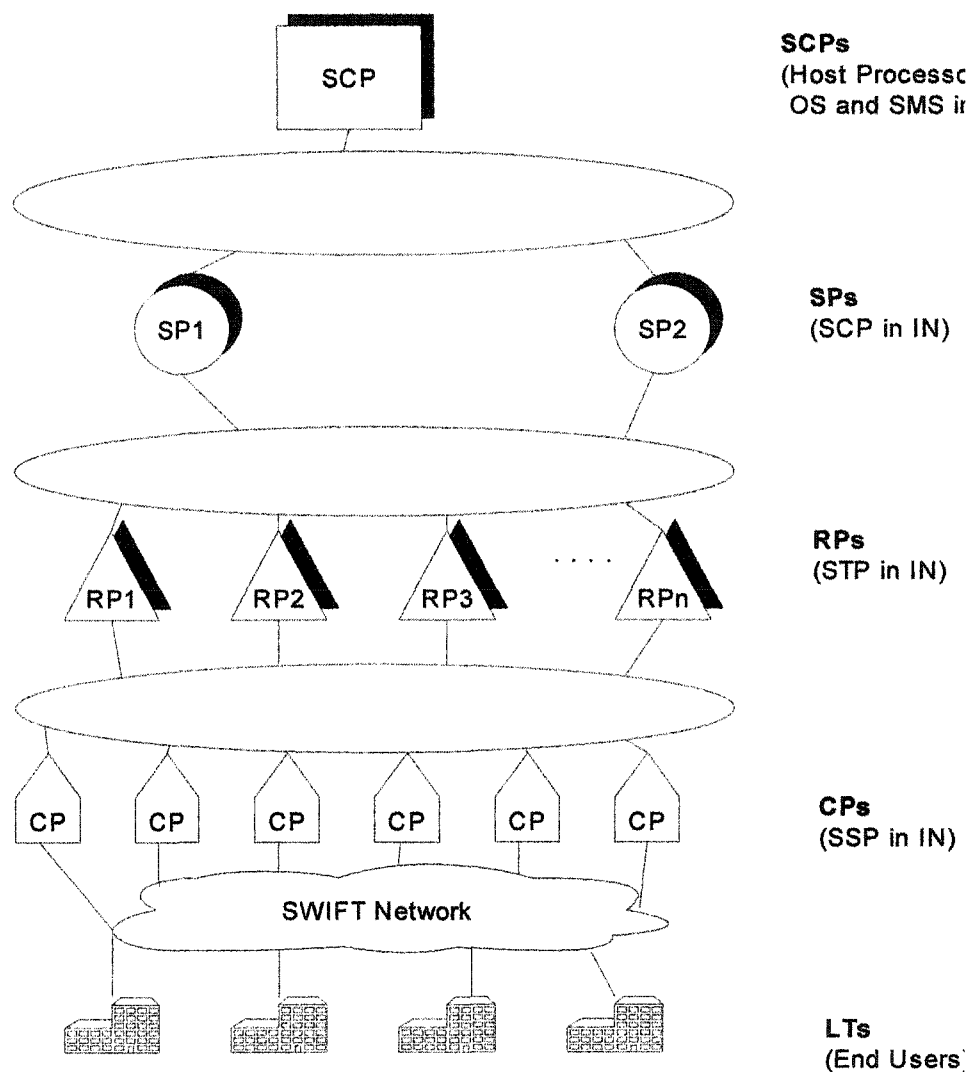 SCPs
SCP
(Host Processo
OS and SMS in
SPs
SP1
SP2
(SCP in IN)
RPs
(STP in IN)
RP1
RP2
RP3
. . . .
RPn
CPs
CP
CP
CP
CP
CP
CP
(SSP in IN)
SWIFT Network
LTs
(End Users)